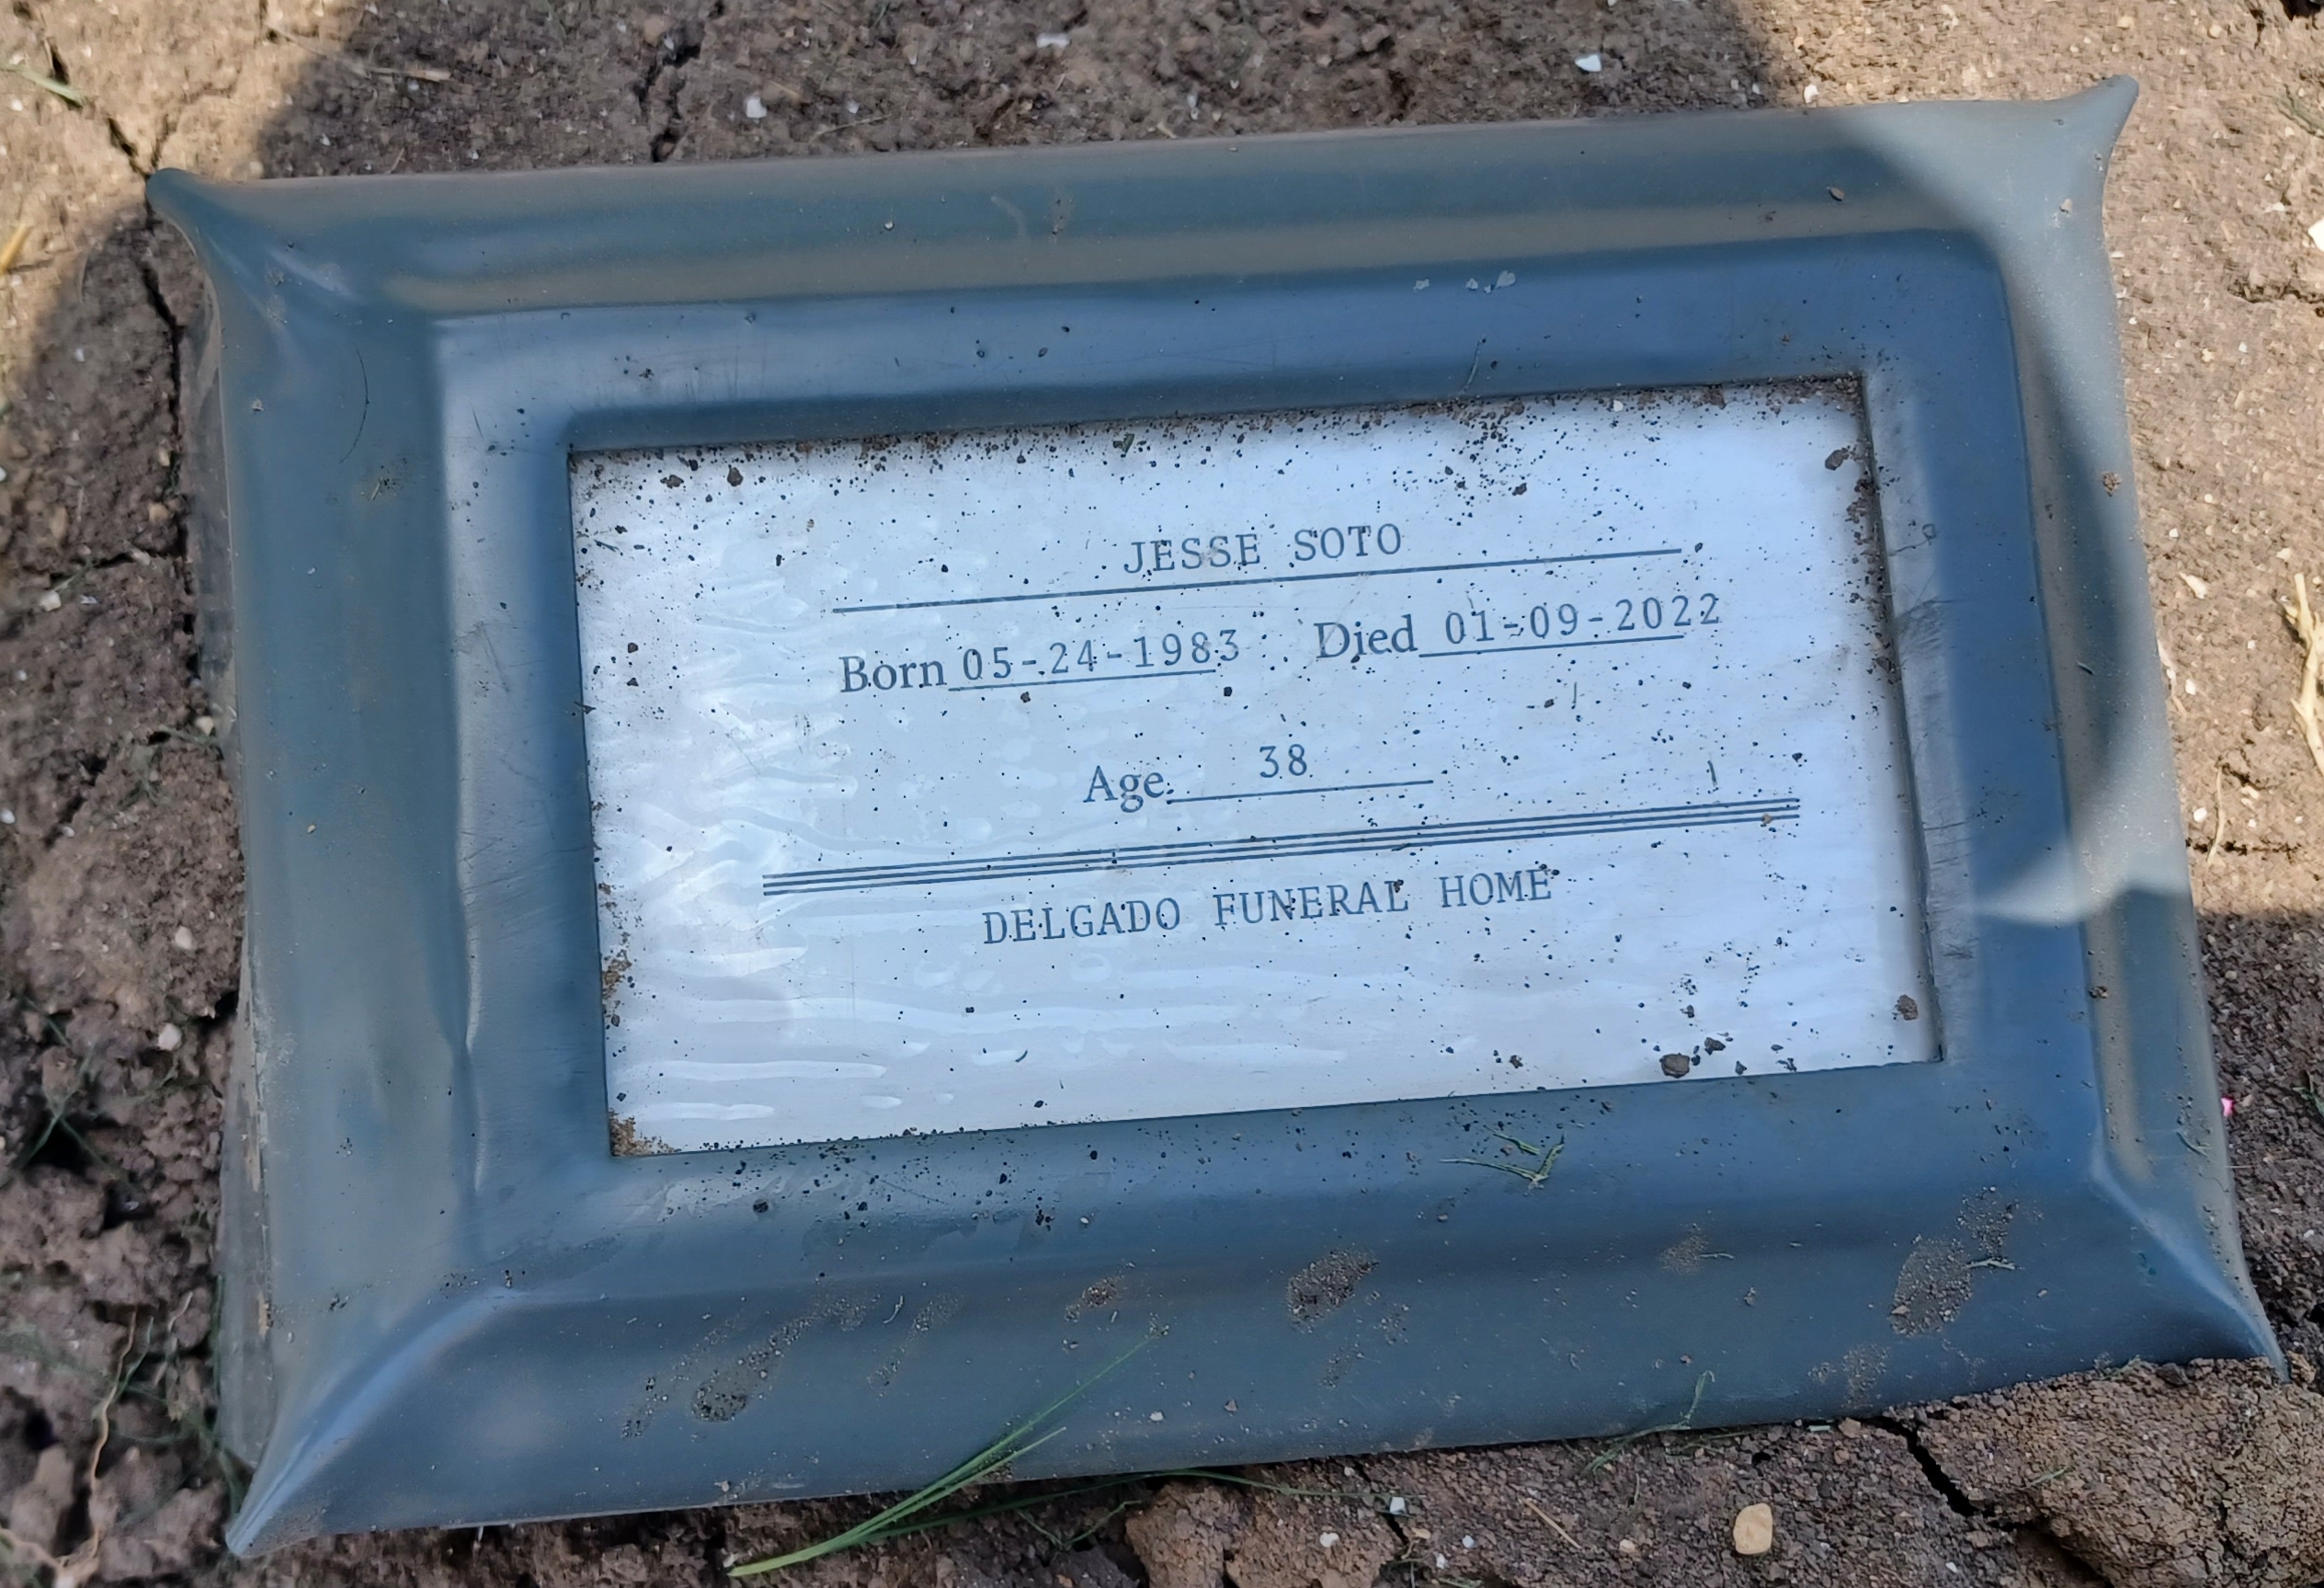 JESSE SOTO
Born 05-24-1983 Died 01-09-2022
Age 38
DELGADO FUNERAL HOME